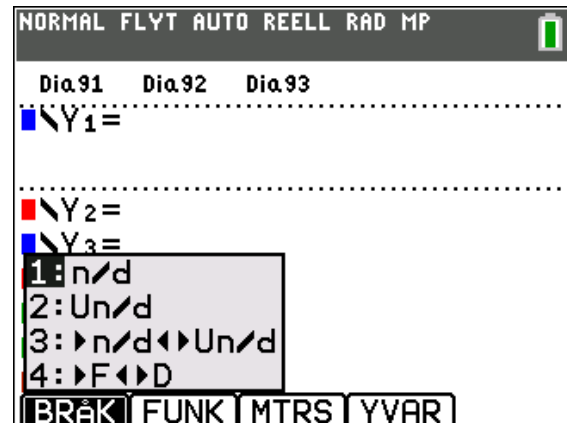 NORMAL FLYT AUTO REELL RAD MP
Dia91 Dia92 Dia93
\Y1=
\Y2=
\Y3=
1:n/d
2:Un/d
3:▶n/d◀▶Un/d
4:▶F◀▶D
BRÅK FUNK MTRS YVAR